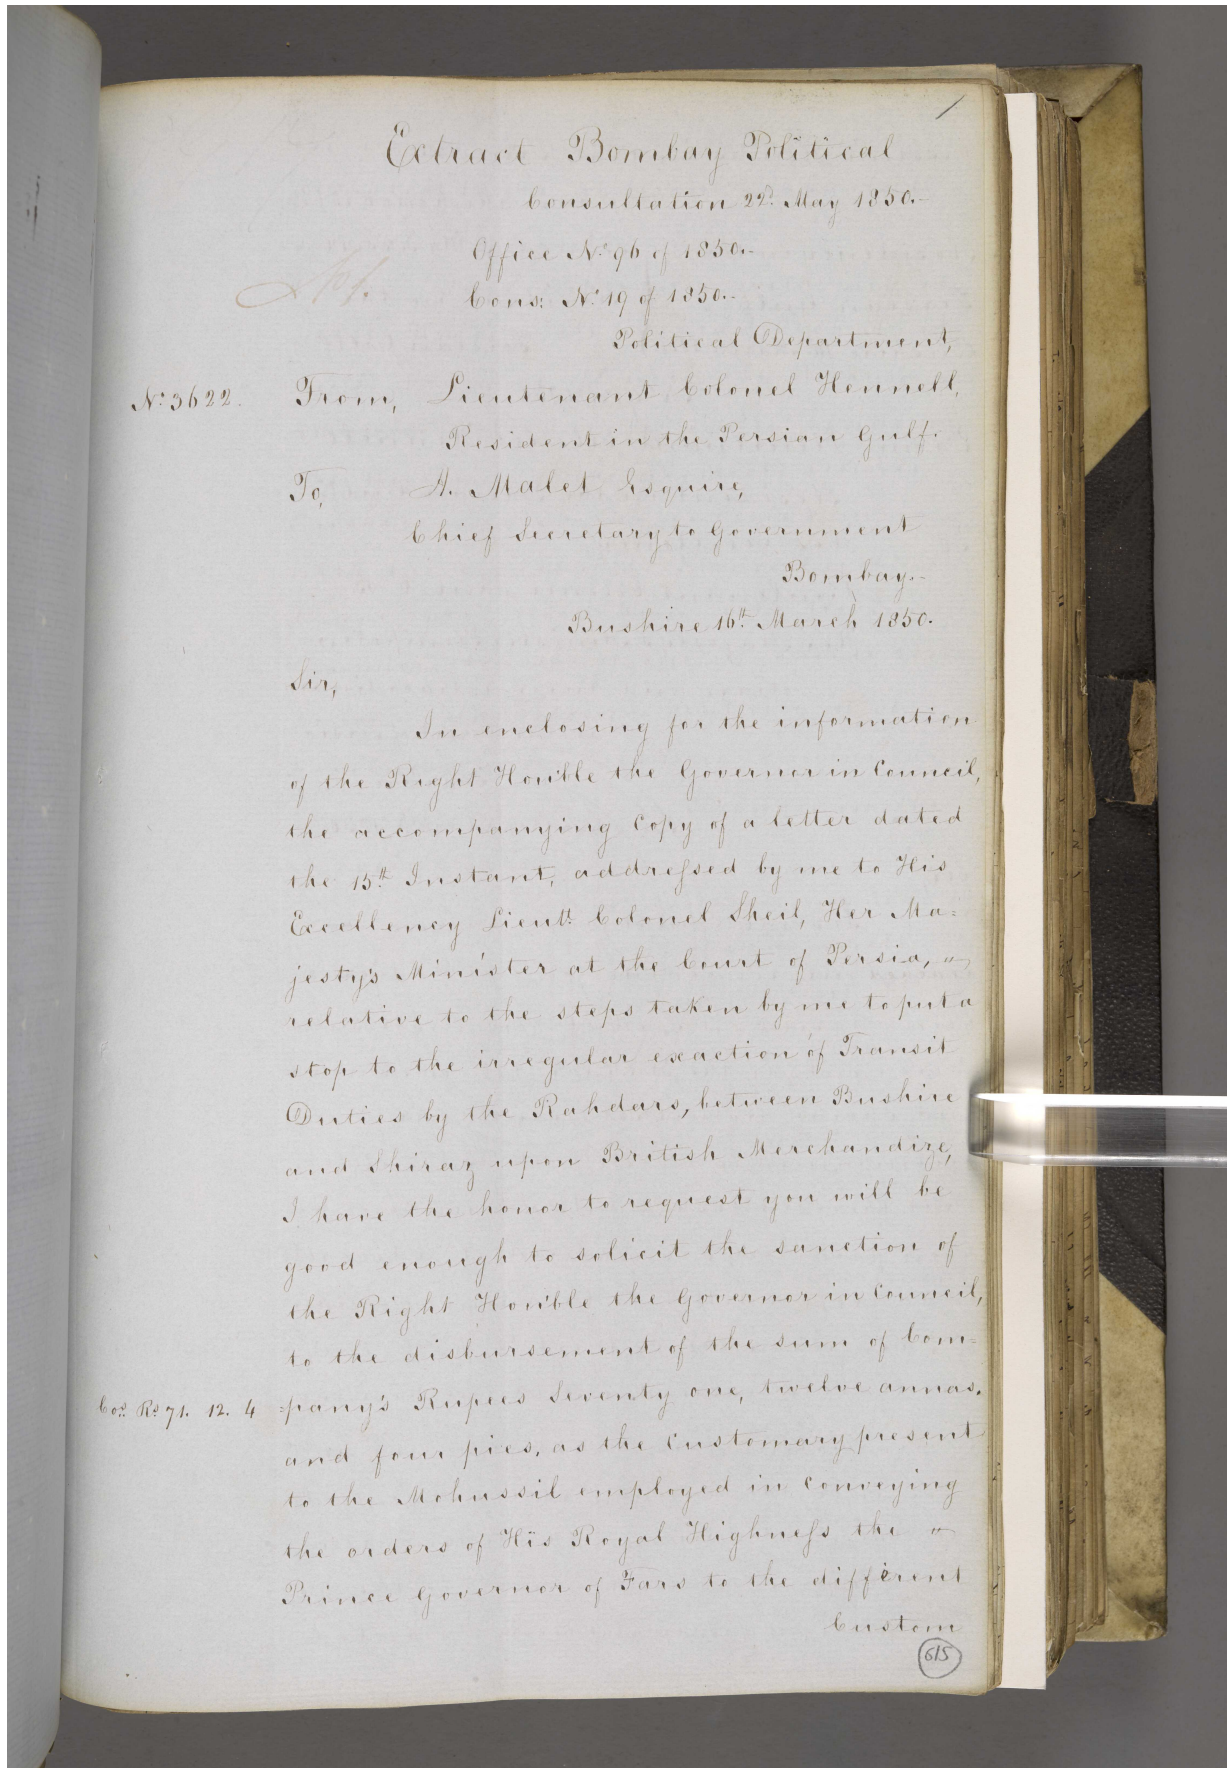 1
Extract Bombay Political
Consultation 22d. May 1850.-
Office No. 96 of 1850.-
Cons: No. 19 of 1850.-
Political Department,
No. 3622. From, Lieutenant Colonel Hennell,
Resident in the Persian Gulf.
To, A. Malet Esquire,
Chief Secretary to Government
Bombay.-
Bushire 16th. March 1850.
Sir,
In enclosing for the information
of the Right Honble the Governor in Council,
the accompanying Copy of a letter dated
the 15th. Instant, addressed by me to His
Excellency Lieutt. Colonel Sheil, Her Ma=
jesty's Minister at the Court of Persia,
relative to the steps taken by me to put a
stop to the irregular exaction of Transit
Duties by the Rahdars, between Bushire
and Shiraz upon British Merchandize,
I have the honor to request you will be
good enough to solicit the sanction of
the Right Honble the Governor in Council,
to the disbursement of the sum of Com=
Cos. Rs. 71. 12. 4 =pany's Rupees Seventy one, twelve annas.
and four pies, as the Customary present
to the Mohussil employed in Conveying
the orders of His Royal Highness the
Prince Governor of Fars to the different
Custom
615